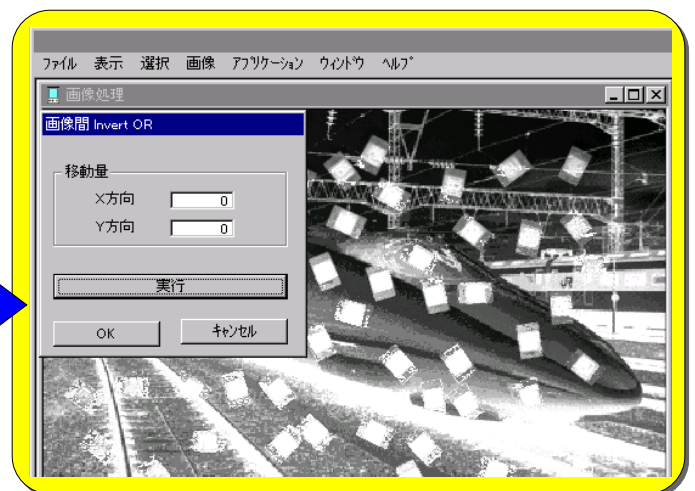 ﾌｧｲﾙ 表示 選択 画像 ｱﾌﾟﾘｹｰｼｮﾝ ｳｨﾝﾄﾞｳ ﾍﾙﾌﾟ
画像処理
画像間 Invert OR
移動量
X方向 0
Y方向 0
実行
OK ｷｬﾝｾﾙ
JR